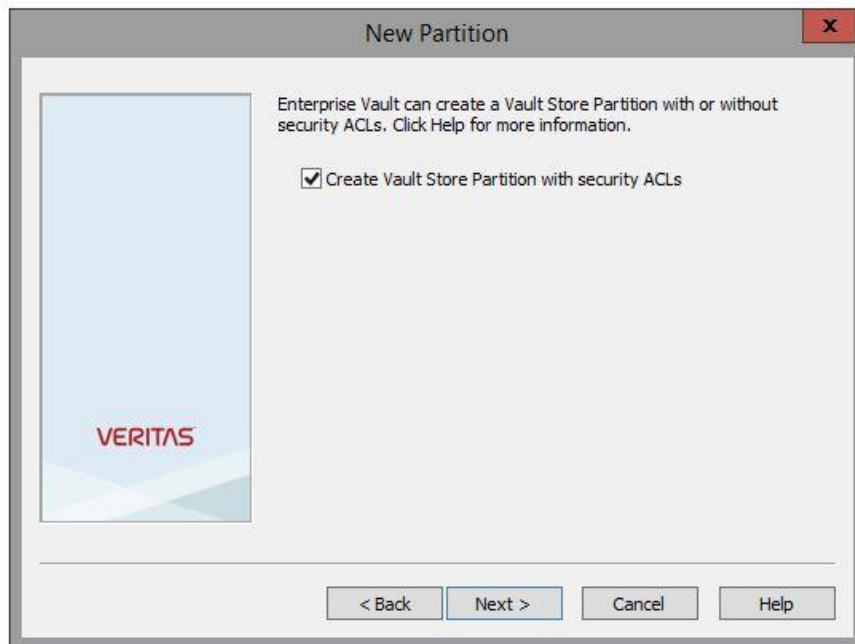 New Partition
x
Enterprise Vault can create a Vault Store Partition with or without
security ACLs. Click Help for more information.
Create Vault Store Partition with security ACLs
VERITAS
< Back
Next >
Cancel
Help